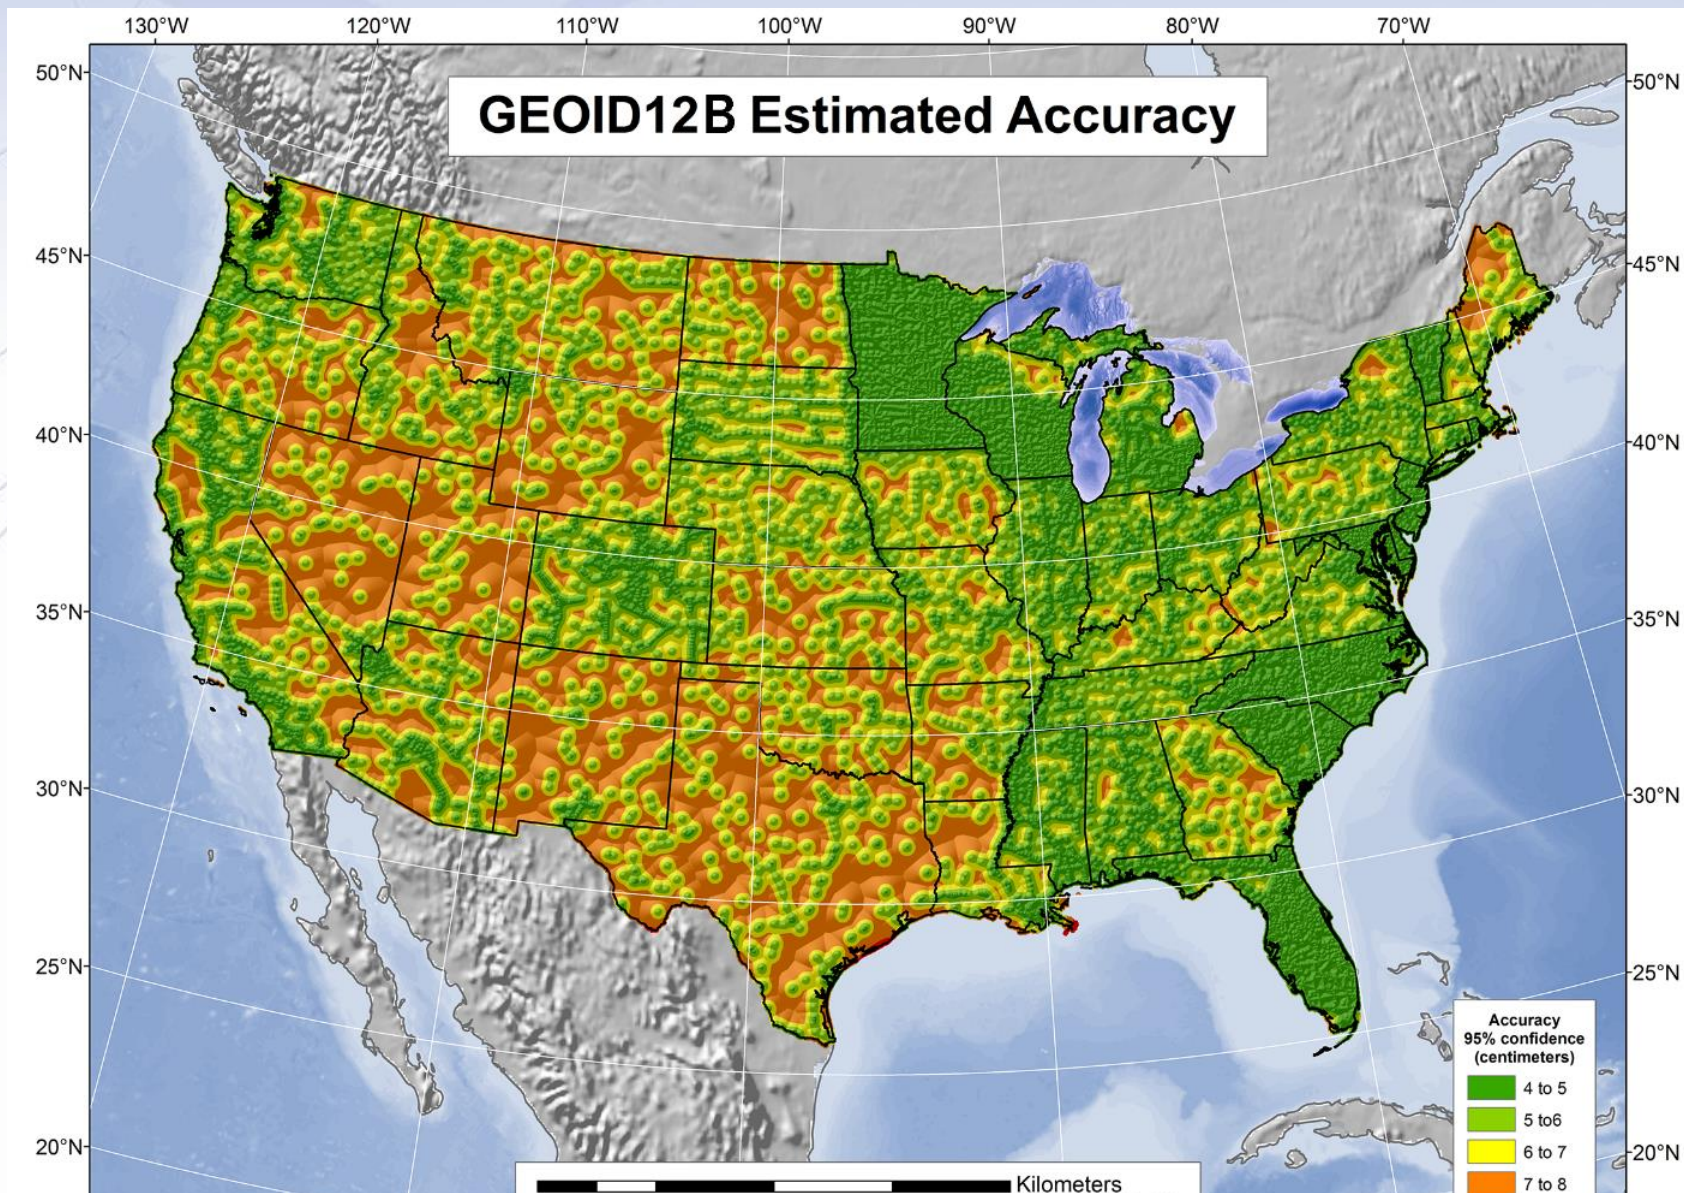 130°W 120°W 110°W 100°W 90°W 80°W 70°W
50°N 50°N
GEOID12B Estimated Accuracy
45°N 45°N
40°N 40°N
35°N 35°N
30°N 30°N
25°N 25°N
Accuracy
95% confidence
(centimeters)
4 to 5
5 to6
20°N 20°N
6 to 7
7 to 8
Kilometers